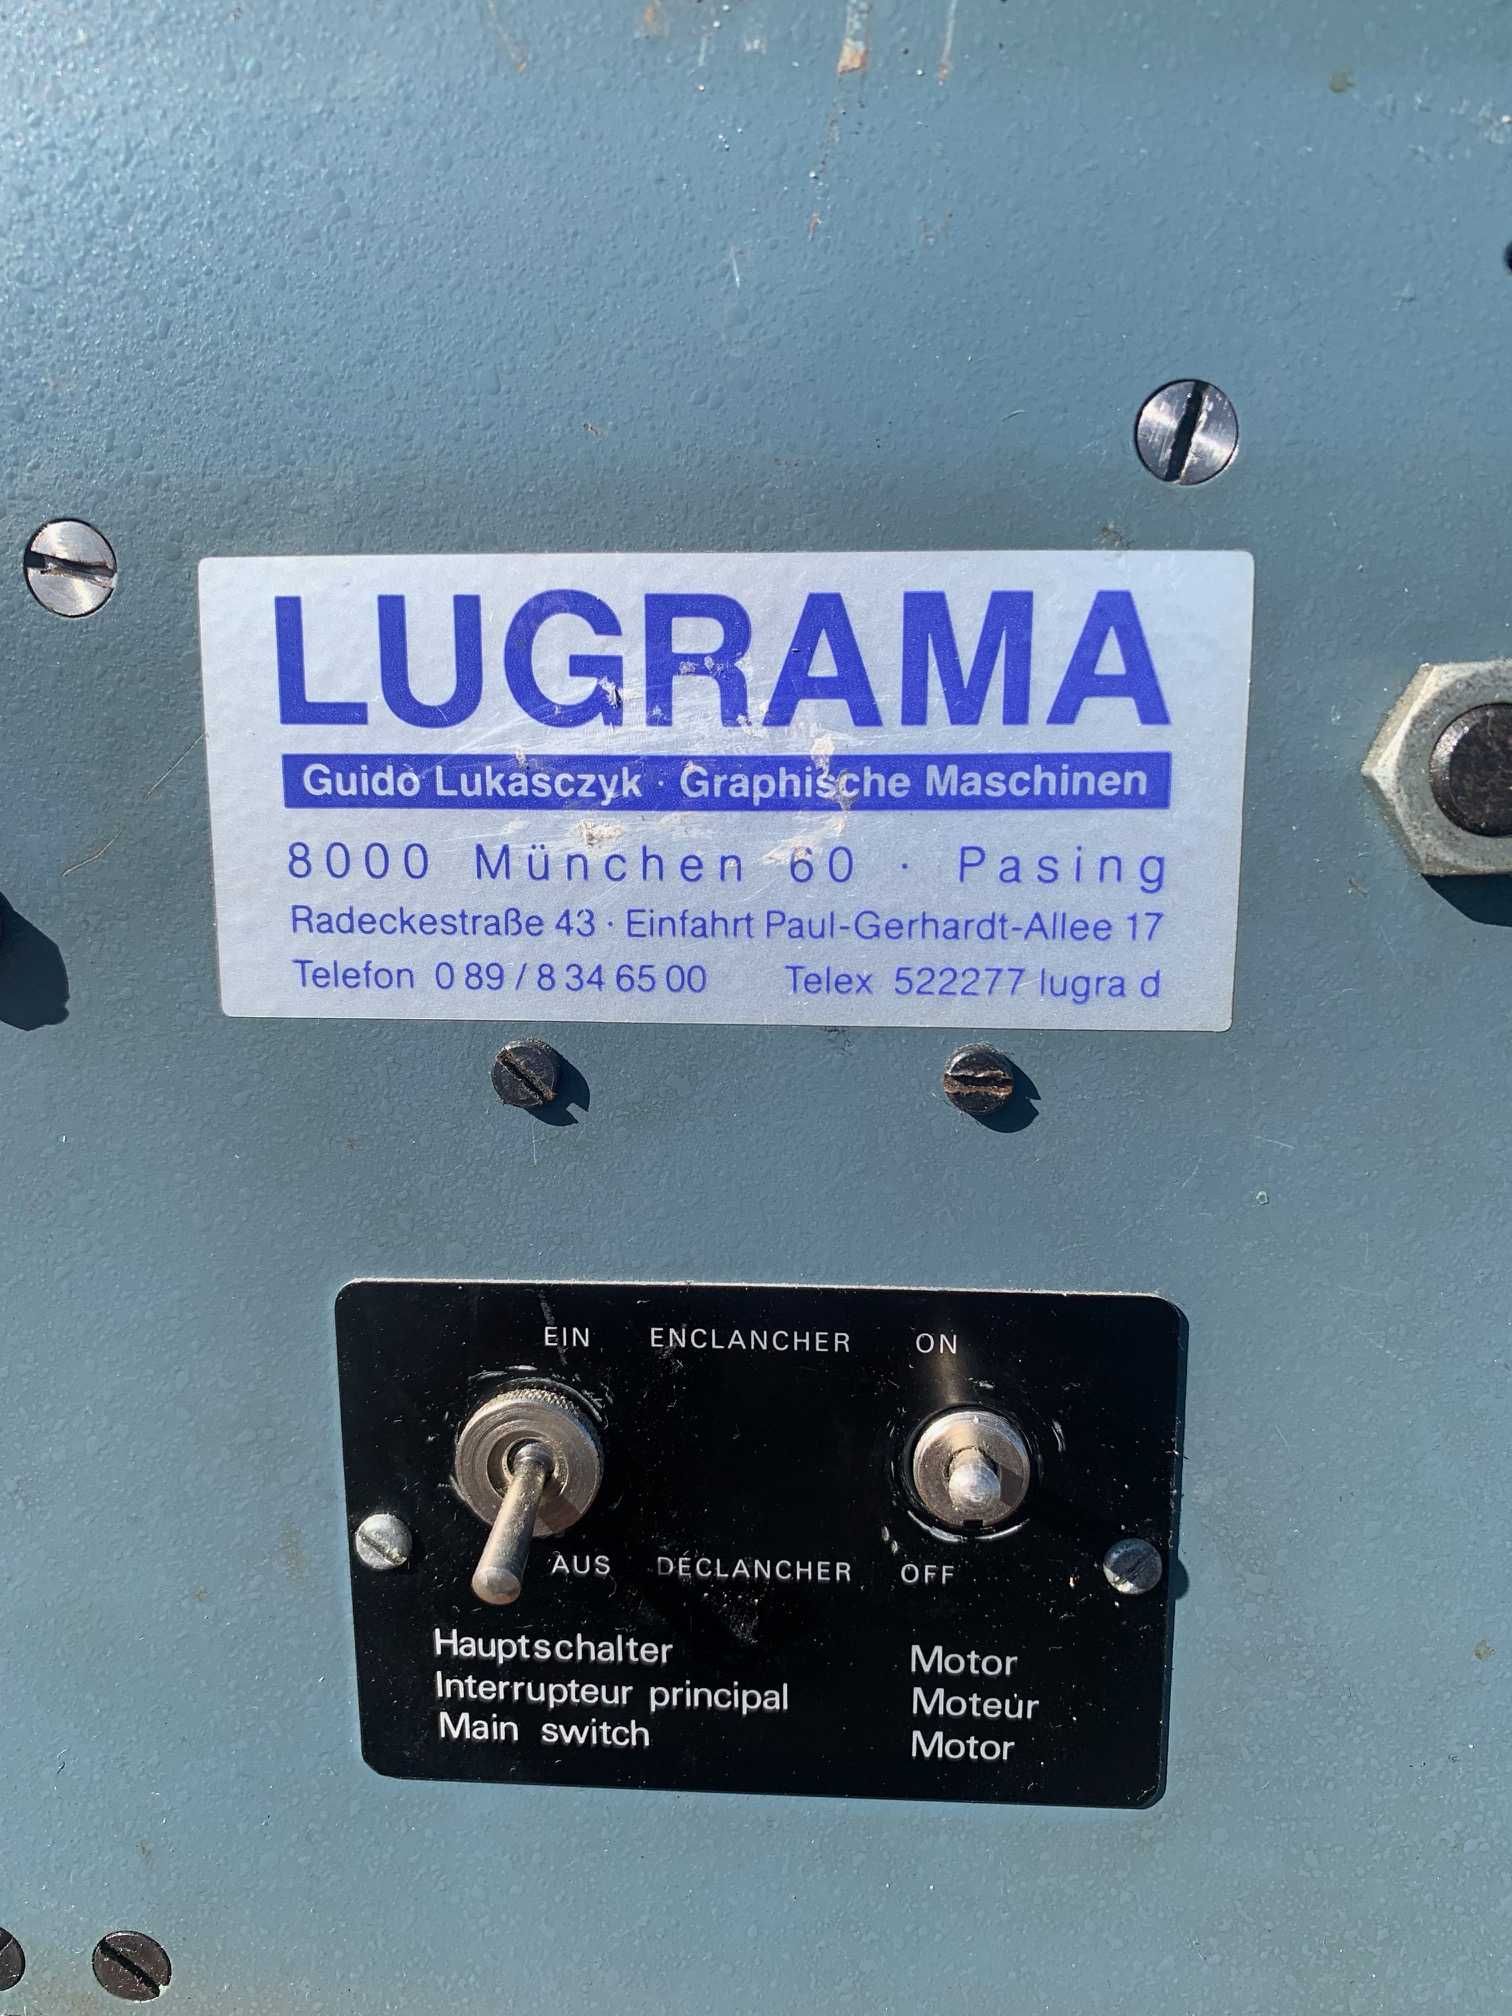 LUGRAMA
Guido Lukasczyk · Graphische Maschinen
8000 München 60 · Pasing
Radeckestraße 43 · Einfahrt Paul-Gerhardt-Allee 17
Telefon 0 89 / 8 34 65 00 Telex 522277 lugra d
EIN ENCLANCHER ON
AUS DECLANCHER OFF
Hauptschalter Motor
Interrupteur principal Moteur
Main switch Motor